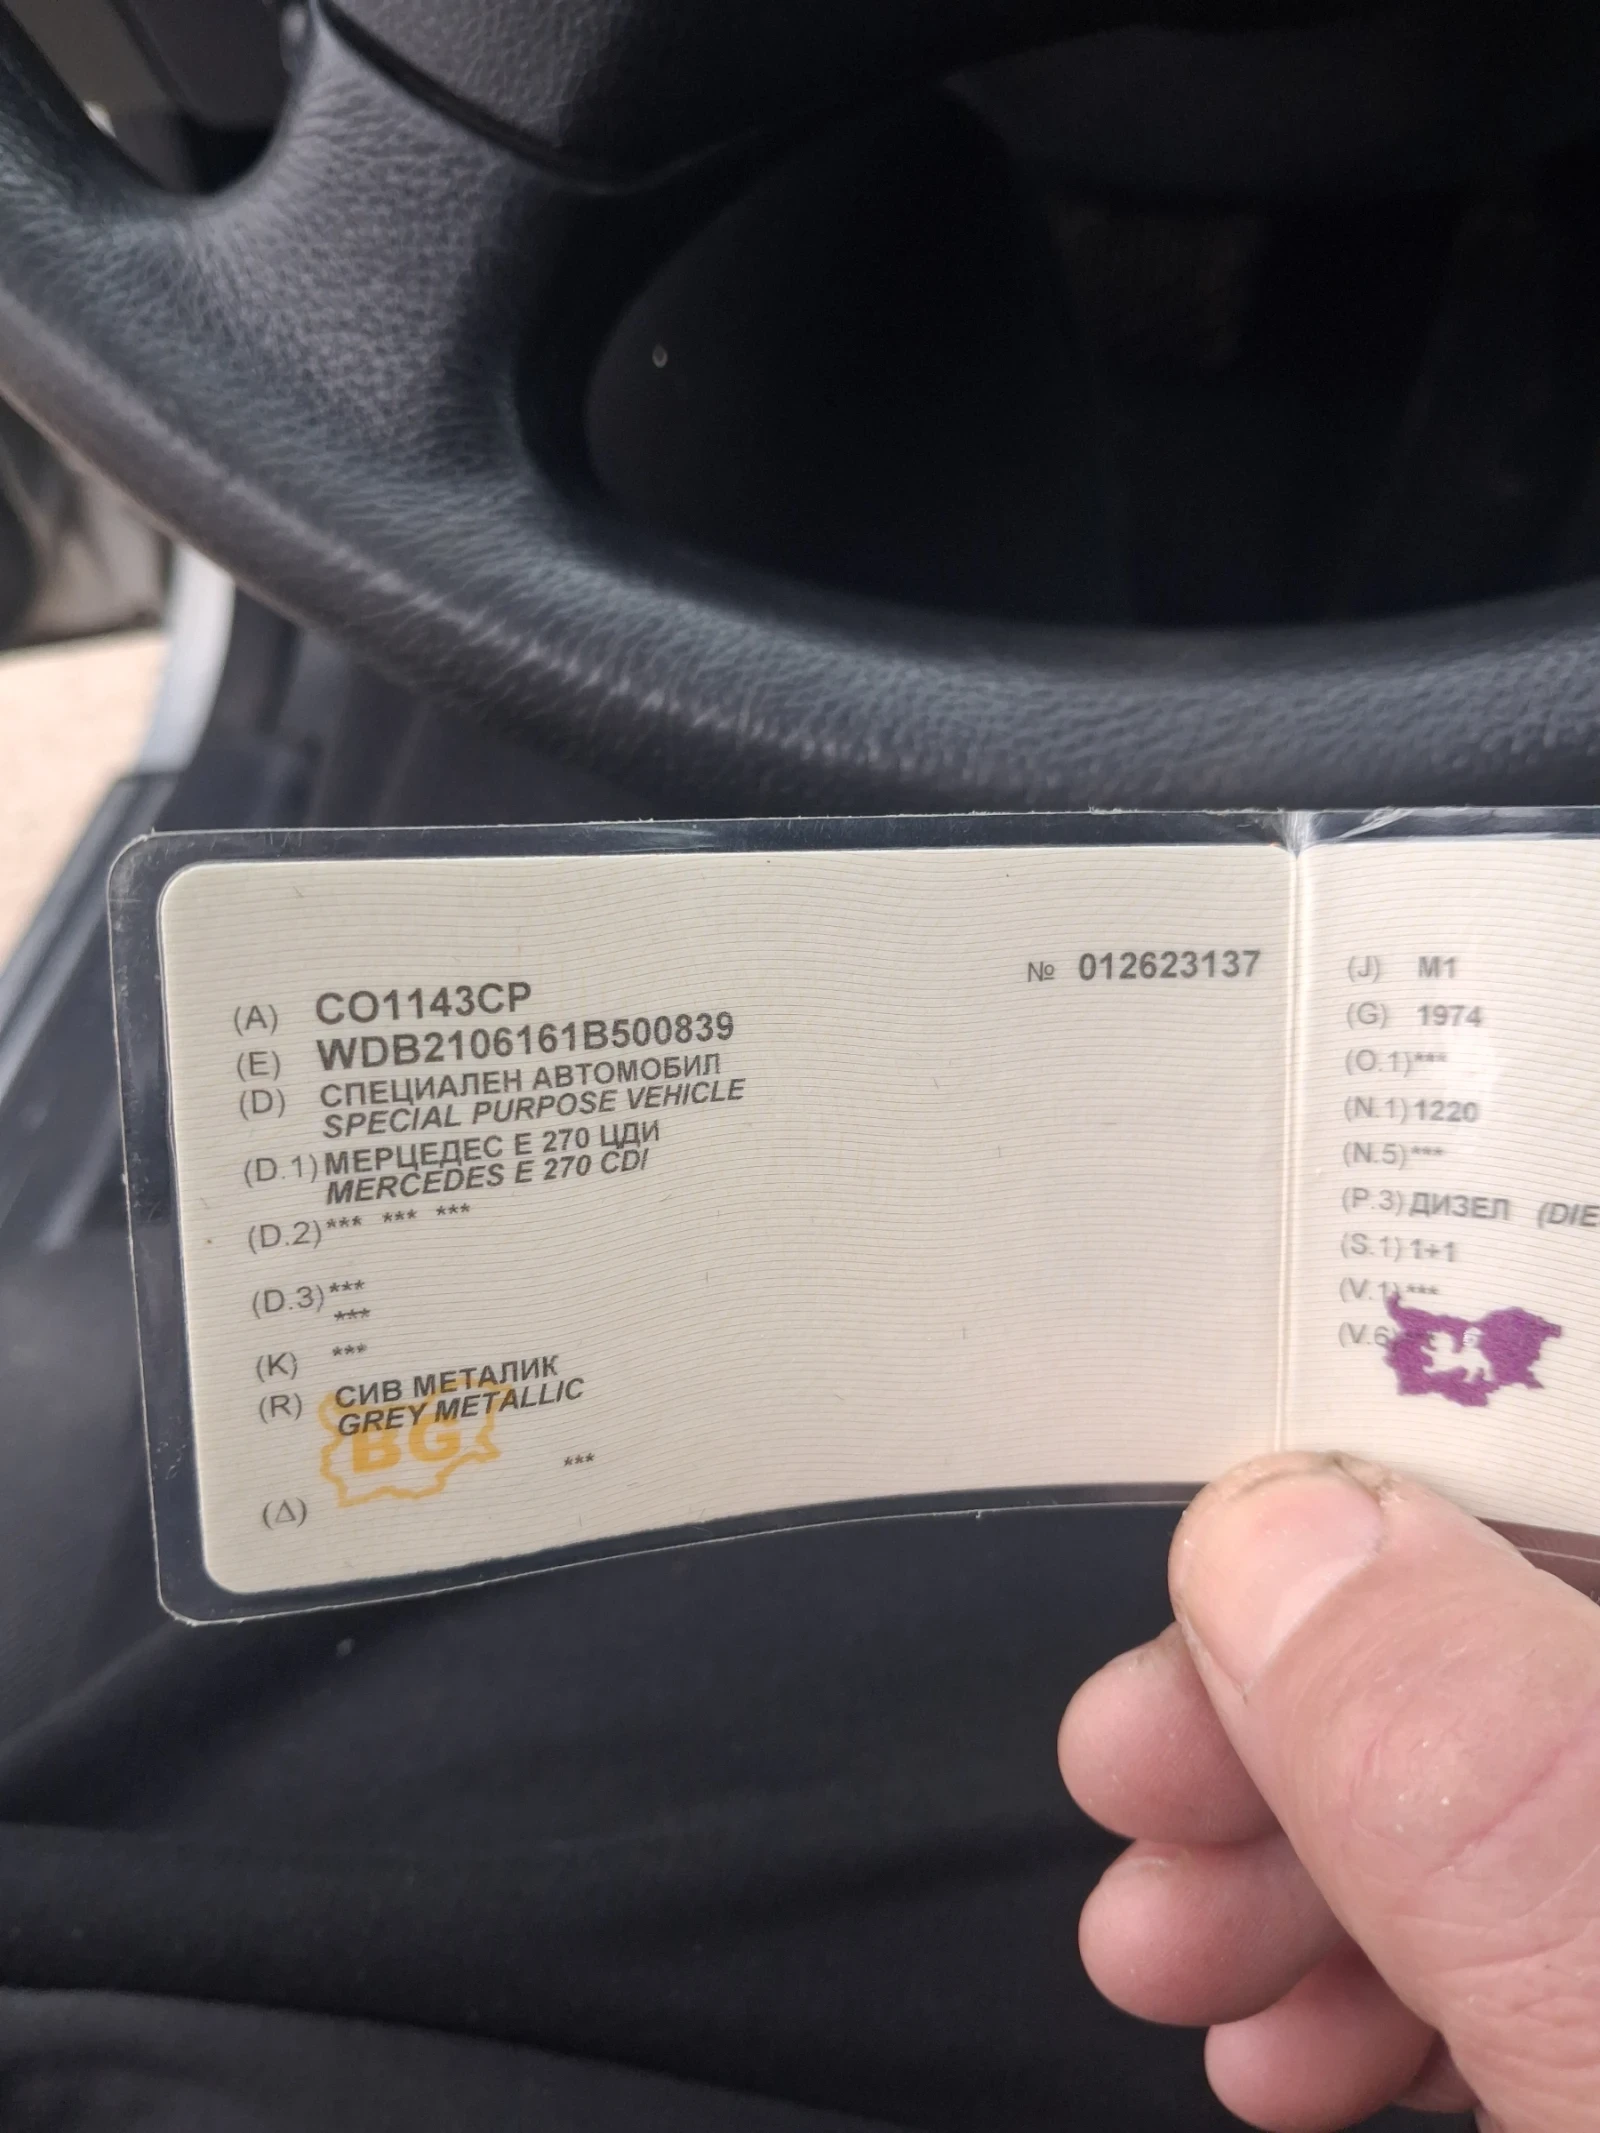 № 012623137
(A) CO1143CP
(E) WDB2106161B500839
(D) СПЕЦИАЛЕН АВТОМОБИЛ
SPECIAL PURPOSE VEHICLE
(D.1) МЕРЦЕДЕС Е 270 ЦДИ
MERCEDES E 270 CDI
(D.2) *** *** ***
(D.3) ***
***
(K) ***
(R) СИВ МЕТАЛИК
GREY METALLIC
BG
***
(Δ)
(J) M1
(G) 1974
(O.1) ***
(N.1) 1220
(N.5) ***
(P.3) ДИЗЕЛ (DIE
(S.1) 1+1
(V.1) ***
(V.6